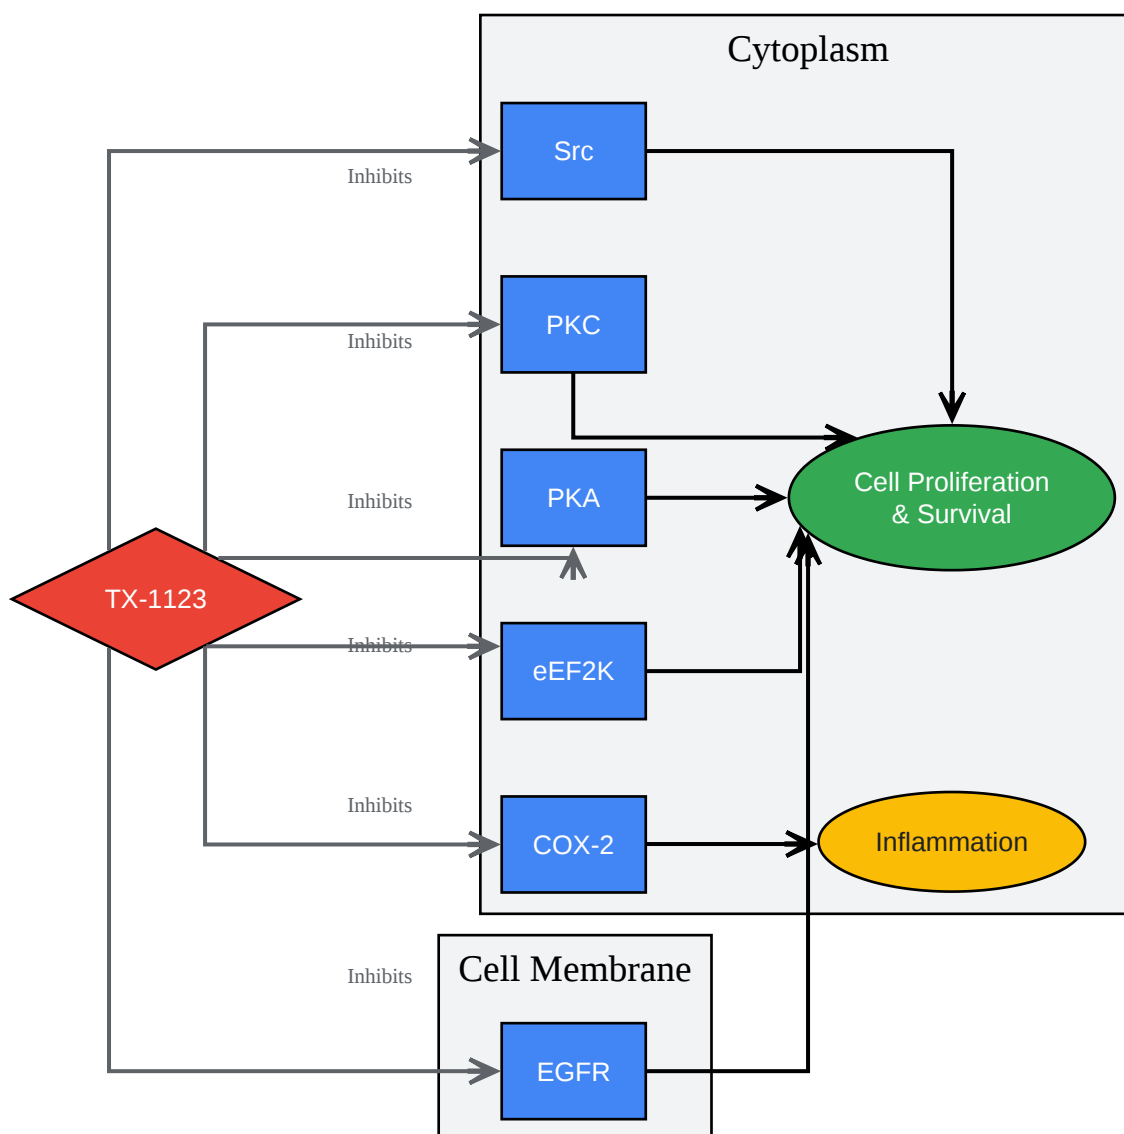 Cytoplasm
Src
Inhibits
PKC
Inhibits
PKA
Inhibits
Cell Proliferation
& Survival
TX-1123
Inhibits
eEF2K
Inhibits
COX-2
Inflammation
Cell Membrane
Inhibits
EGFR